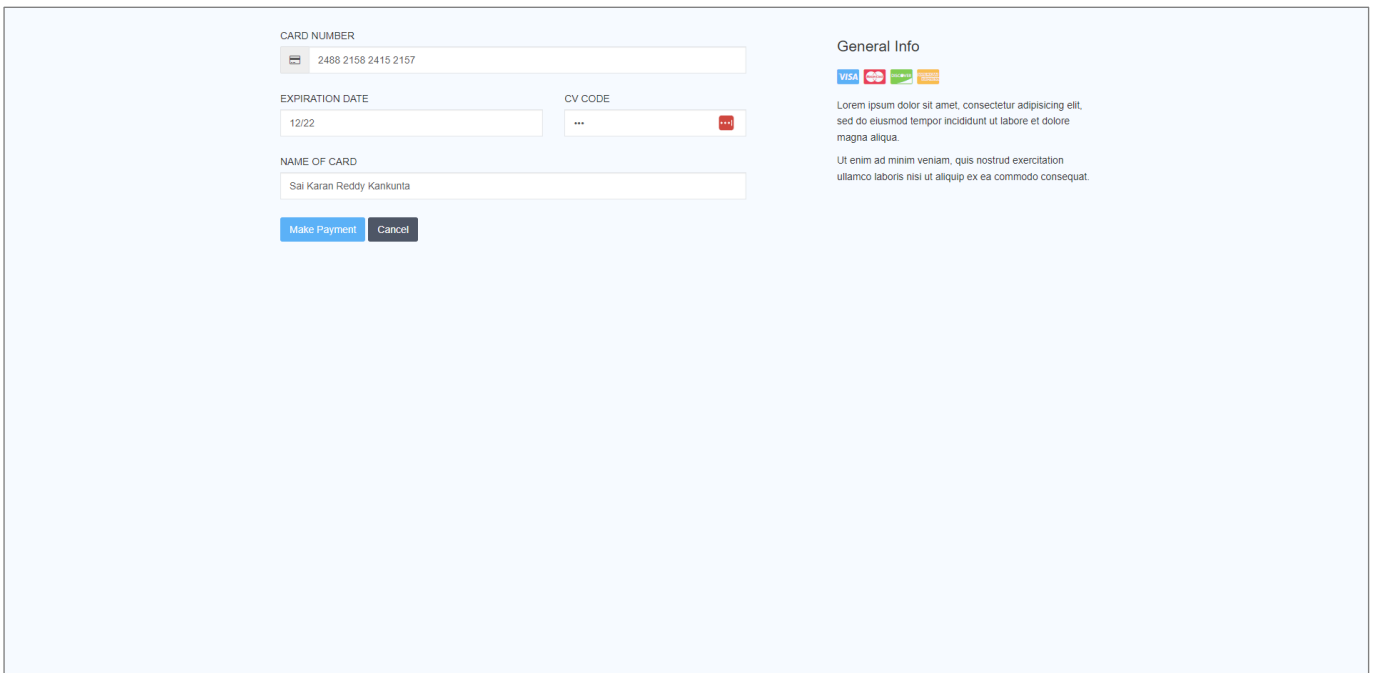 CARD NUMBER
2488 2158 2415 2157
EXPIRATION DATE
CV CODE
12/22
•••
NAME OF CARD
Sai Karan Reddy Kankunta
Make Payment
Cancel
General Info
VISA
Lorem ipsum dolor sit amet, consectetur adipisicing elit,
sed do eiusmod tempor incididunt ut labore et dolore
magna aliqua.
Ut enim ad minim veniam, quis nostrud exercitation
ullamco laboris nisi ut aliquip ex ea commodo consequat.